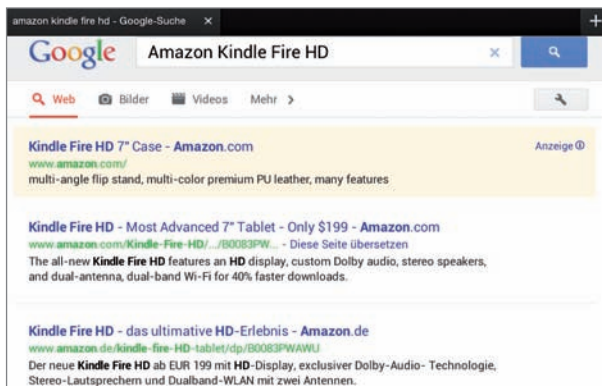 amazon kindle fire hd - Google-Suche ×
+
Google Amazon Kindle Fire HD ×
Web Bilder Videos Mehr >
Kindle Fire HD 7" Case - Amazon.com Anzeige
www.amazon.com/
multi-angle flip stand, multi-color premium PU leather, many features
Kindle Fire HD - Most Advanced 7" Tablet - Only $199 - Amazon.com
www.amazon.com/Kindle-Fire-HD/.../B0083PW... - Diese Seite übersetzen
The all-new Kindle Fire HD features an HD display, custom Dolby audio, stereo speakers,
and dual-antenna, dual-band Wi-Fi for 40% faster downloads.
Kindle Fire HD - das ultimative HD-Erlebnis - Amazon.de
www.amazon.de/kindle-fire-HD-tablet/dp/B0083PWAWU
Der neue Kindle Fire HD ab EUR 199 mit HD-Display, exclusiver Dolby-Audio- Technologie,
Stereo-Lautsprechern und Dualband-WLAN mit zwei Antennen.